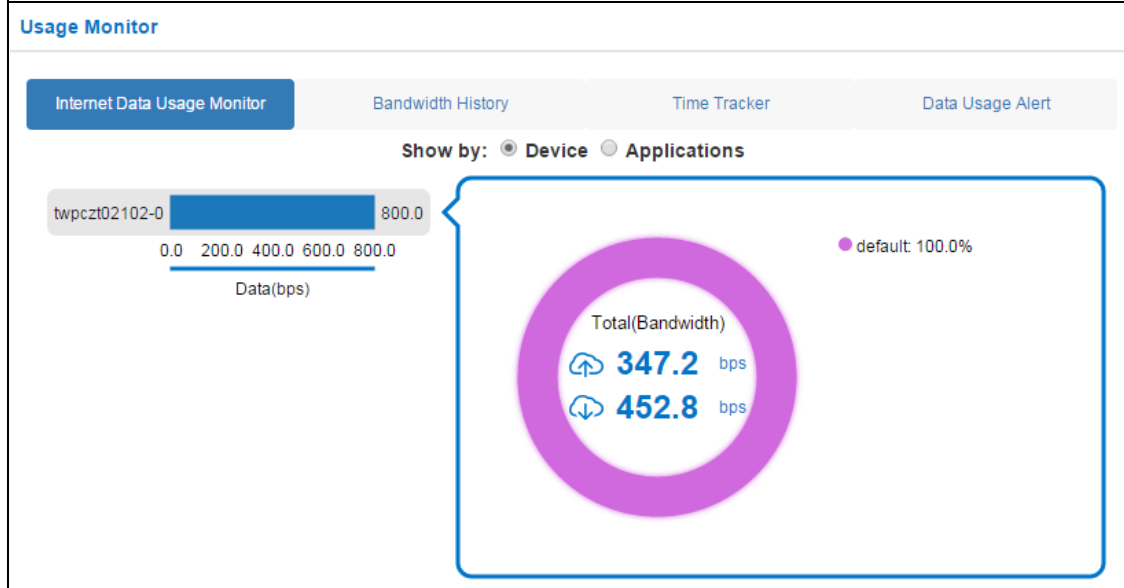 Usage Monitor
Internet Data Usage Monitor Bandwidth History Time Tracker Data Usage Alert
Show by: Device Applications
twpczt02102-0 800.0
0.0 200.0 400.0 600.0 800.0
Data(bps)
default: 100.0%
Total(Bandwidth)
347.2 bps
452.8 bps